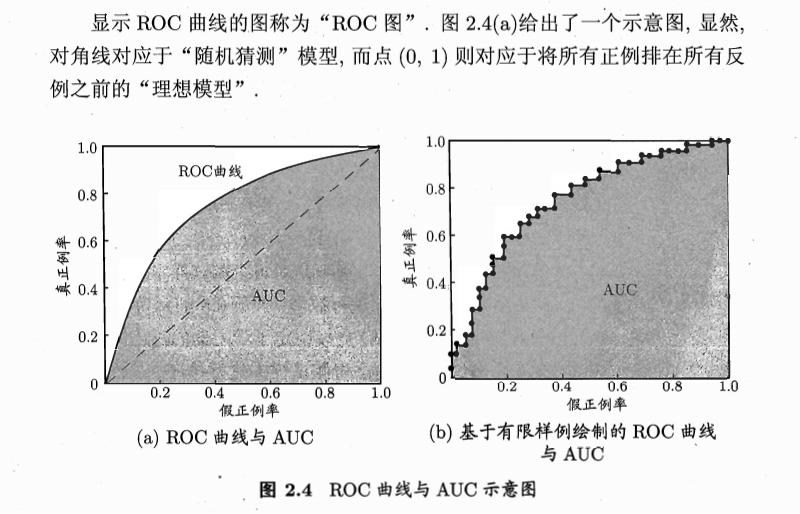 显示 ROC 曲线的图称为“ROC 图”. 图 2.4(a)给出了一个示意图, 显然,
对角线对应于“随机猜测”模型, 而点 (0, 1) 则对应于将所有正例排在所有反
例之前的“理想模型”.
1.0
0.8
0.6
0.4
0.2
0
真正例率
ROC曲线
AUC
0.2
0.4
0.6
0.8
1.0
假正例率
(a) ROC 曲线与 AUC
1.0
0.8
0.6
0.4
0.2
0
真正例率
AUC
0.2
0.4
0.6
0.8
1.0
假正例率
(b) 基于有限样例绘制的 ROC 曲线
与 AUC
图 2.4 ROC 曲线与 AUC 示意图